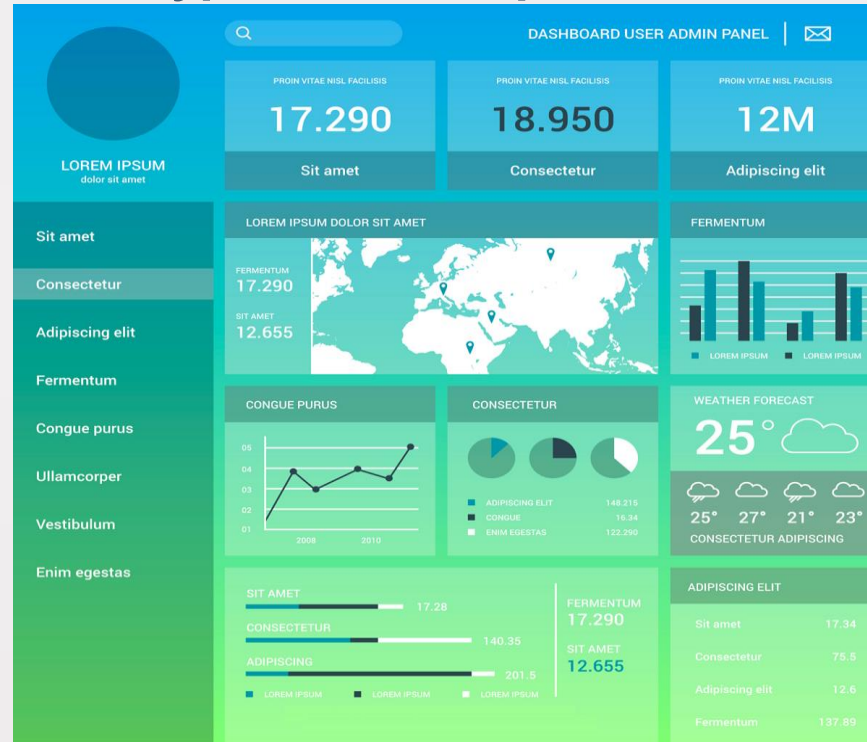 DASHBOARD USER ADMIN PANEL
LOREM IPSUM
dolor sit amet
Sit amet
Consectetur
Adipiscing elit
Fermentum
Congue purus
Ullamcorper
Vestibulum
Enim egestas
PROIN VITAE NISL FACILISIS
17.290
Sit amet
PROIN VITAE NISL FACILISIS
18.950
Consectetur
PROIN VITAE NISL FACILISIS
12M
Adipiscing elit
LOREM IPSUM DOLOR SIT AMET
FERMENTUM
17.290
SIT AMET
12.655
FERMENTUM
LOREM IPSUM LOREM IPSUM
CONGUE PURUS
05
04
03
02
01
2008 2010
CONSECTETUR
ADIPISCING ELIT 148.215
CONGUE 16.34
ENIM EGESTAS 122.290
WEATHER FORECAST
25°
25° 27° 21° 23°
CONSECTETUR ADIPISCING
SIT AMET
17.28
CONSECTETUR
140.35
ADIPISCING
201.5
LOREM IPSUM LOREM IPSUM LOREM IPSUM
FERMENTUM
17.290
SIT AMET
12.655
ADIPISCING ELIT
Sit amet 17.34
Consectetur 75.5
Adipiscing elit 12.6
Fermentum 137.89